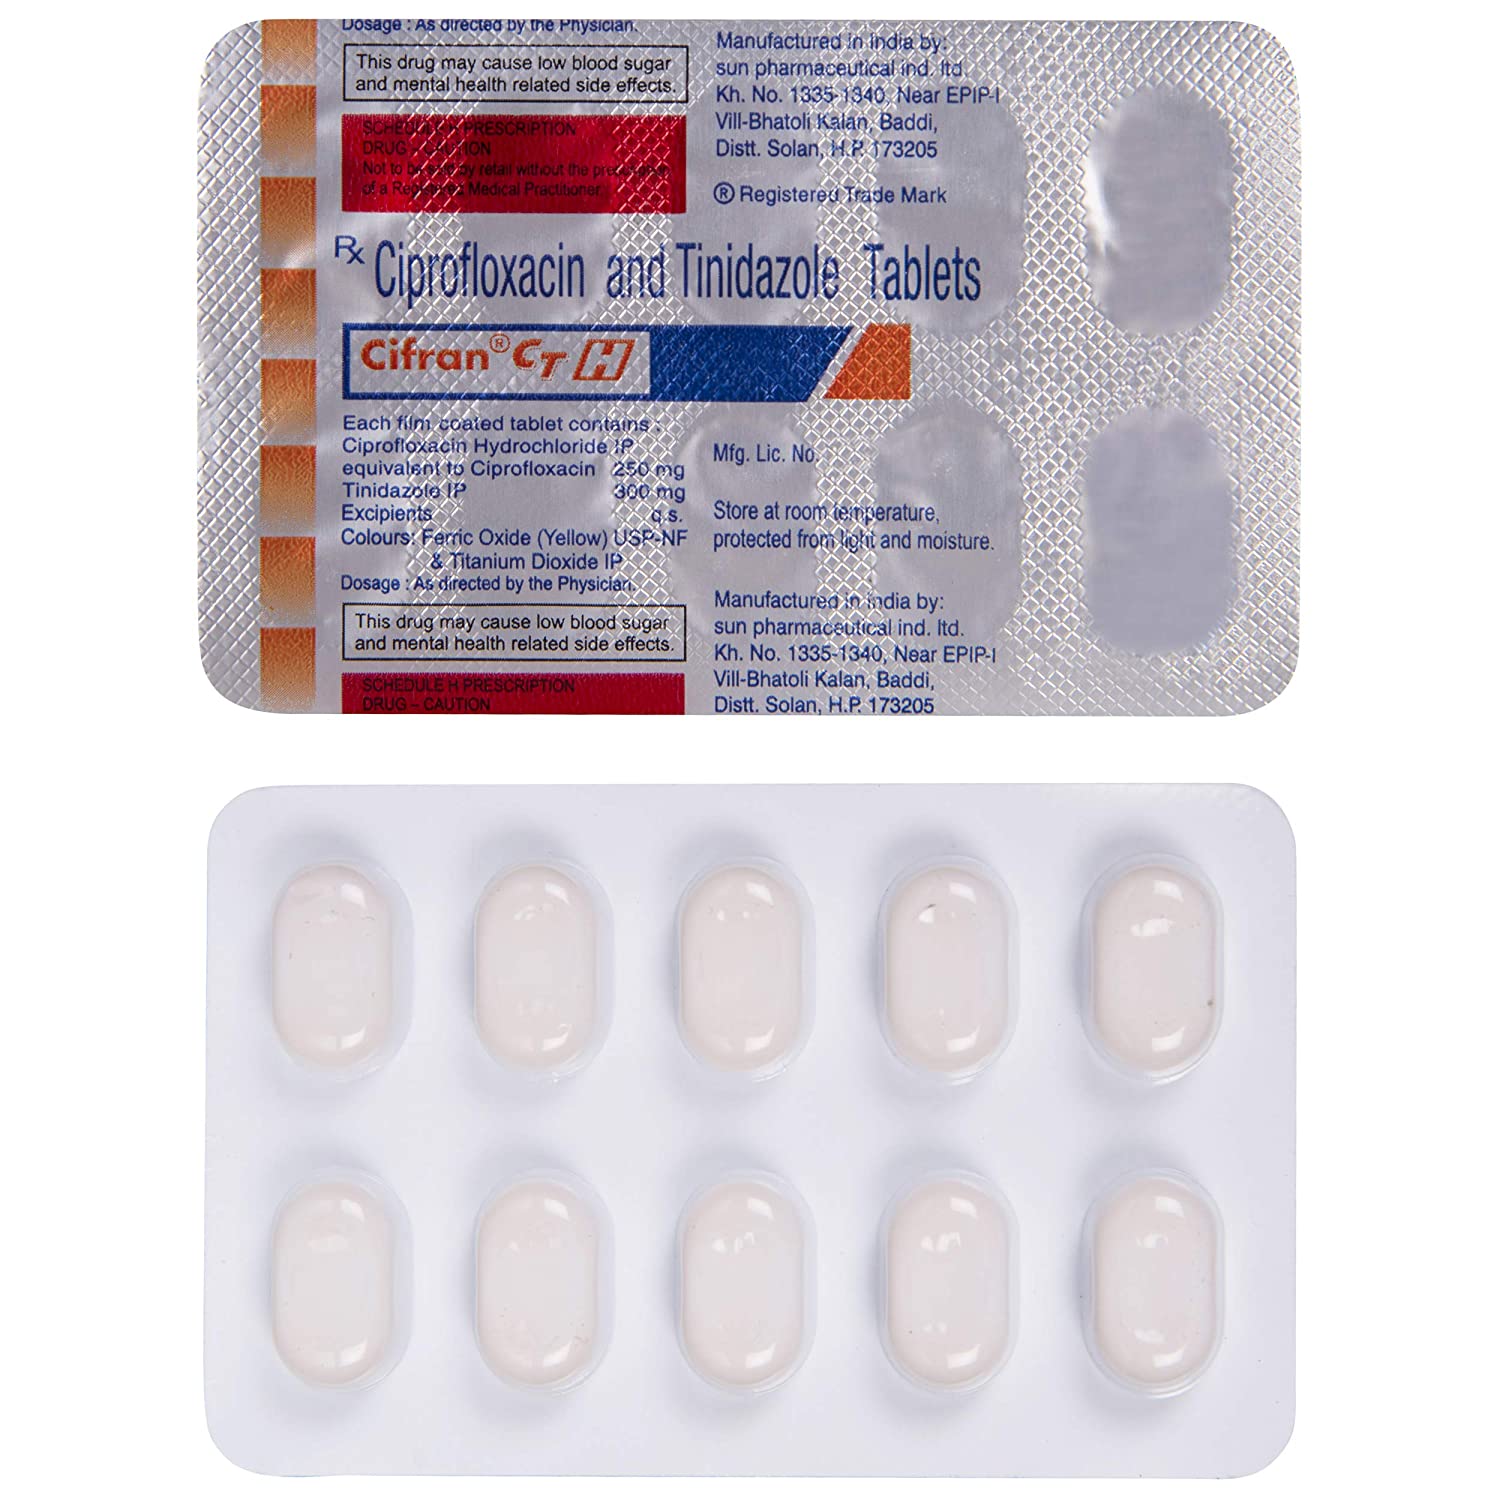 Dosage : As directed by the Physician.
This drug may cause low blood sugar
and mental health related side effects.
SCHEDULE H PRESCRIPTION
DRUG - CAUTION
Not to be sold by retail without the prescription
of a Registered Medical Practitioner.
Manufactured in India by:
sun pharmaceutical ind. ltd.
Kh. No. 1335-1340, Near EPIP-I
Vill-Bhatoli Kalan, Baddi,
Distt. Solan, H.P. 173205
® Registered Trade Mark
Rx Ciprofloxacin and Tinidazole Tablets
Cifran® CT H
Each film coated tablet contains :
Ciprofloxacin Hydrochloride IP
equivalent to Ciprofloxacin 250 mg
Tinidazole IP 300 mg
Excipients q.s.
Colours: Ferric Oxide (Yellow) USP-NF
& Titanium Dioxide IP
Dosage : As directed by the Physician.
This drug may cause low blood sugar
and mental health related side effects.
SCHEDULE H PRESCRIPTION
DRUG - CAUTION
Mfg. Lic. No.
Store at room temperature,
protected from light and moisture.
Manufactured in India by:
sun pharmaceutical ind. ltd.
Kh. No. 1335-1340, Near EPIP-I
Vill-Bhatoli Kalan, Baddi,
Distt. Solan, H.P. 173205